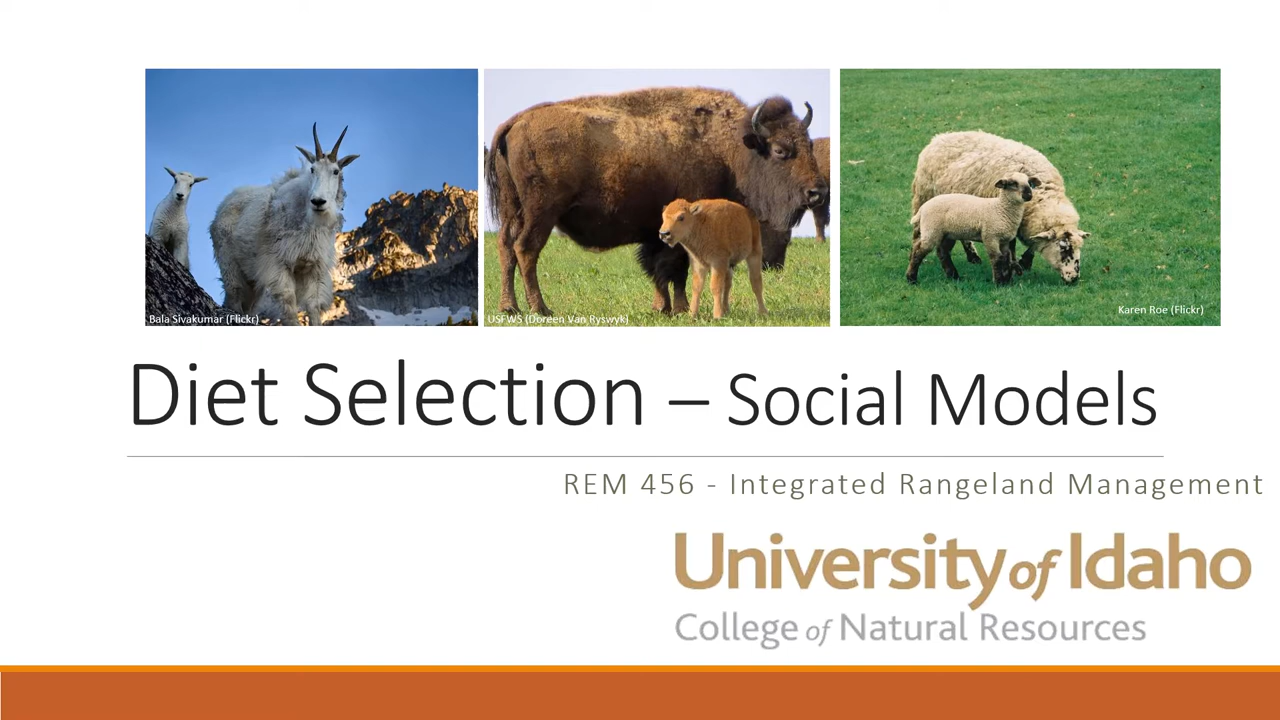 Bala Sivakumar (Flickr)
USFWS (Doreen Van Ryswyk)
Karen Roe (Flickr)
Diet Selection – Social Models
REM 456 - Integrated Rangeland Management
University of Idaho
College of Natural Resources